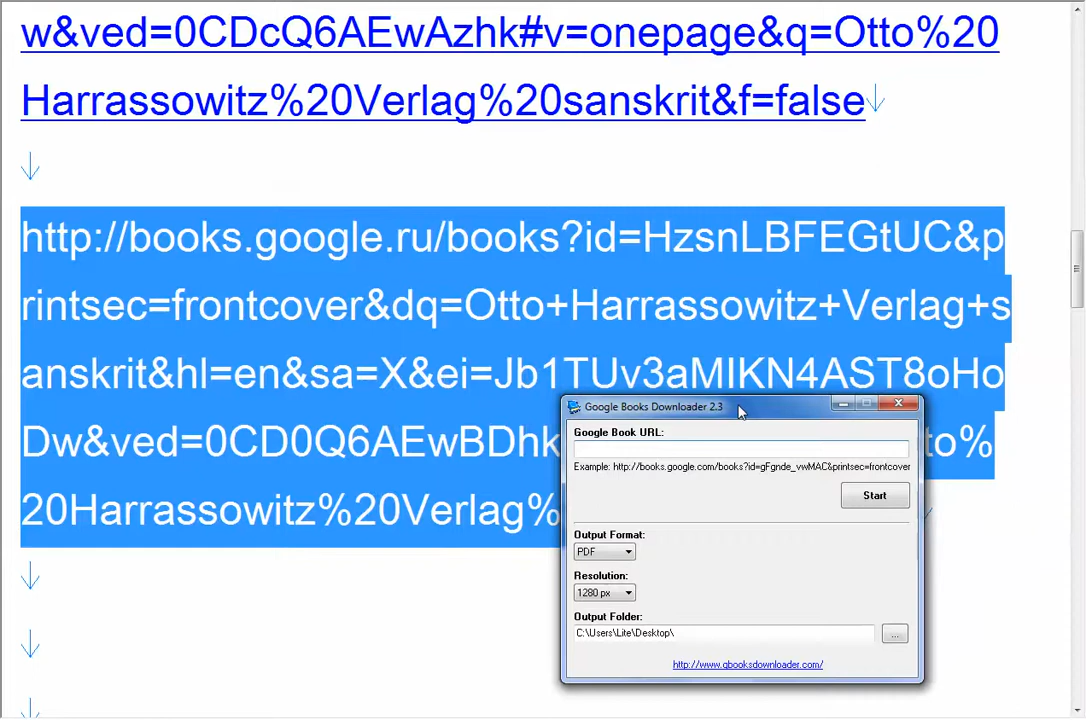 w&ved=0CDcQ6AEwAzhk#v=onepage&q=Otto%20
Harrassowitz%20Verlag%20sanskrit&f=false↓
↓
http://books.google.ru/books?id=HzsnLBFEGtUC&p
rintsec=frontcover&dq=Otto+Harrassowitz+Verlag+s
anskrit&hl=en&sa=X&ei=Jb1TUv3aMIKN4AST8oHo
Dw&ved=0CD0Q6AEwBDhk to%
20Harrassowitz%20Verlag%
↓
↓
↓
Google Books Downloader 2.3
Google Book URL:
Example: http://books.google.com/books?id=gFgnde_vwMAC&printsec=frontcover
Start
Output Format:
PDF
Resolution:
1280 px
Output Folder:
C:\Users\Lite\Desktop\
...
http://www.gbooksdownloader.com/